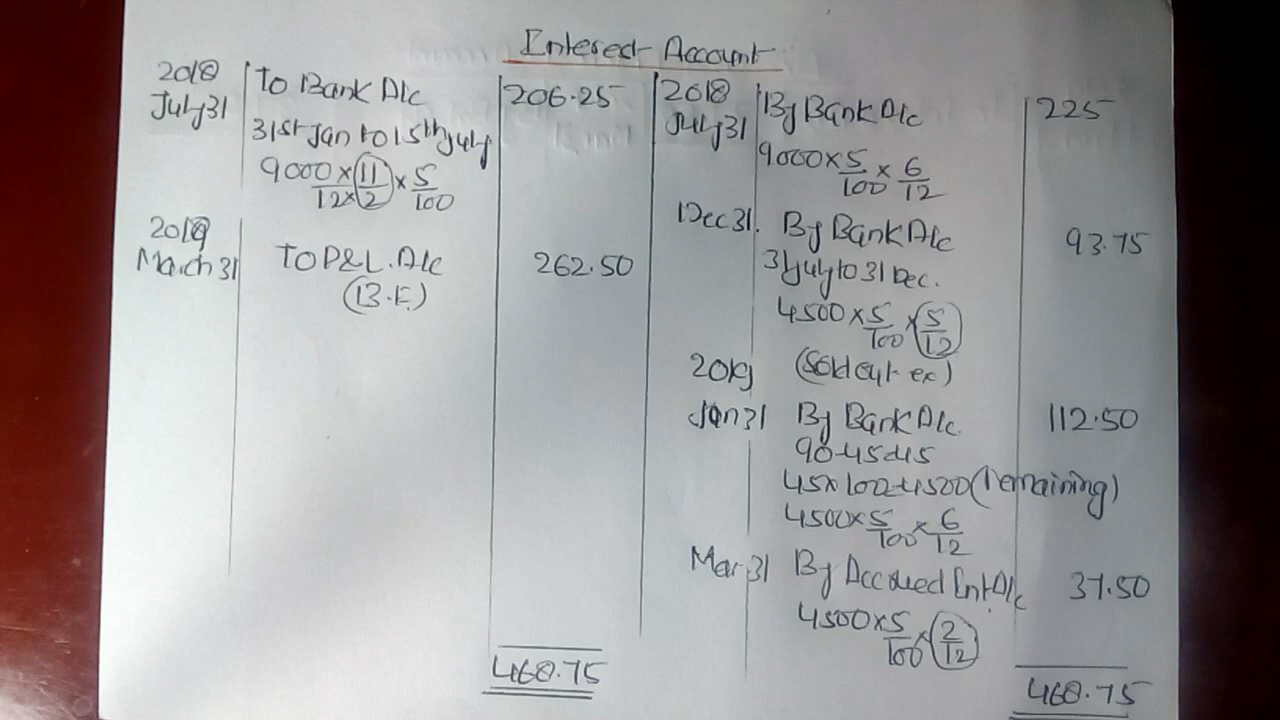 Interest Account
2018
July 31
To Bank A/c
206.25
31st Jan to 15th July
9000 × 11/12×2 × 5/100
2019
March 31
To P&L. A/c
262.50
(B.F)
2018
July 31
By Bank A/c
225
9000 × 5/100 × 6/12
Dec 31.
By Bank A/c
93.75
31 July to 31 Dec.
4500 × 5/100 × 5/12
(Sold cut ex)
2019
Jan 31
By Bank A/c
112.50
90-45=45
45×100=4500 (remaining)
4500 × 5/100 × 6/12
Mar 31
By Accrued Int A/c
37.50
4500 × 5/100 × 2/12
468.75
468.75